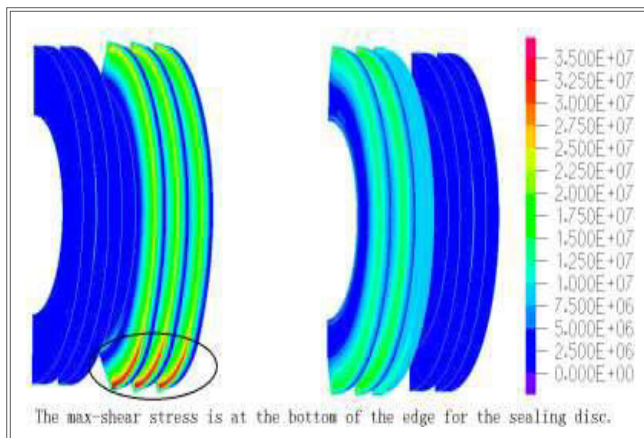 3.500E+07
3.250E+07
3.000E+07
2.750E+07
2.500E+07
2.250E+07
2.000E+07
1.750E+07
1.500E+07
1.250E+07
1.000E+07
7.500E+06
5.000E+06
2.500E+06
0.000E+00
The max-shear stress is at the bottom of the edge for the sealing disc.